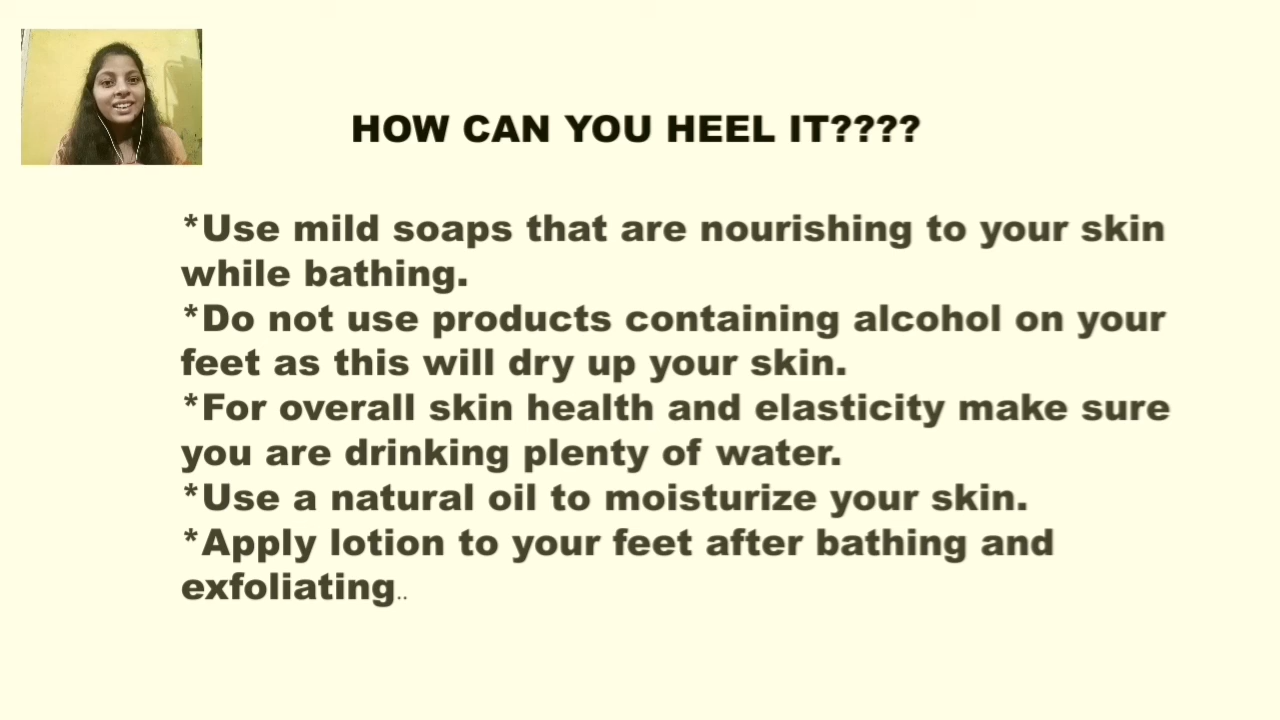 HOW CAN YOU HEEL IT????
*Use mild soaps that are nourishing to your skin
while bathing.
*Do not use products containing alcohol on your
feet as this will dry up your skin.
*For overall skin health and elasticity make sure
you are drinking plenty of water.
*Use a natural oil to moisturize your skin.
*Apply lotion to your feet after bathing and
exfoliating..